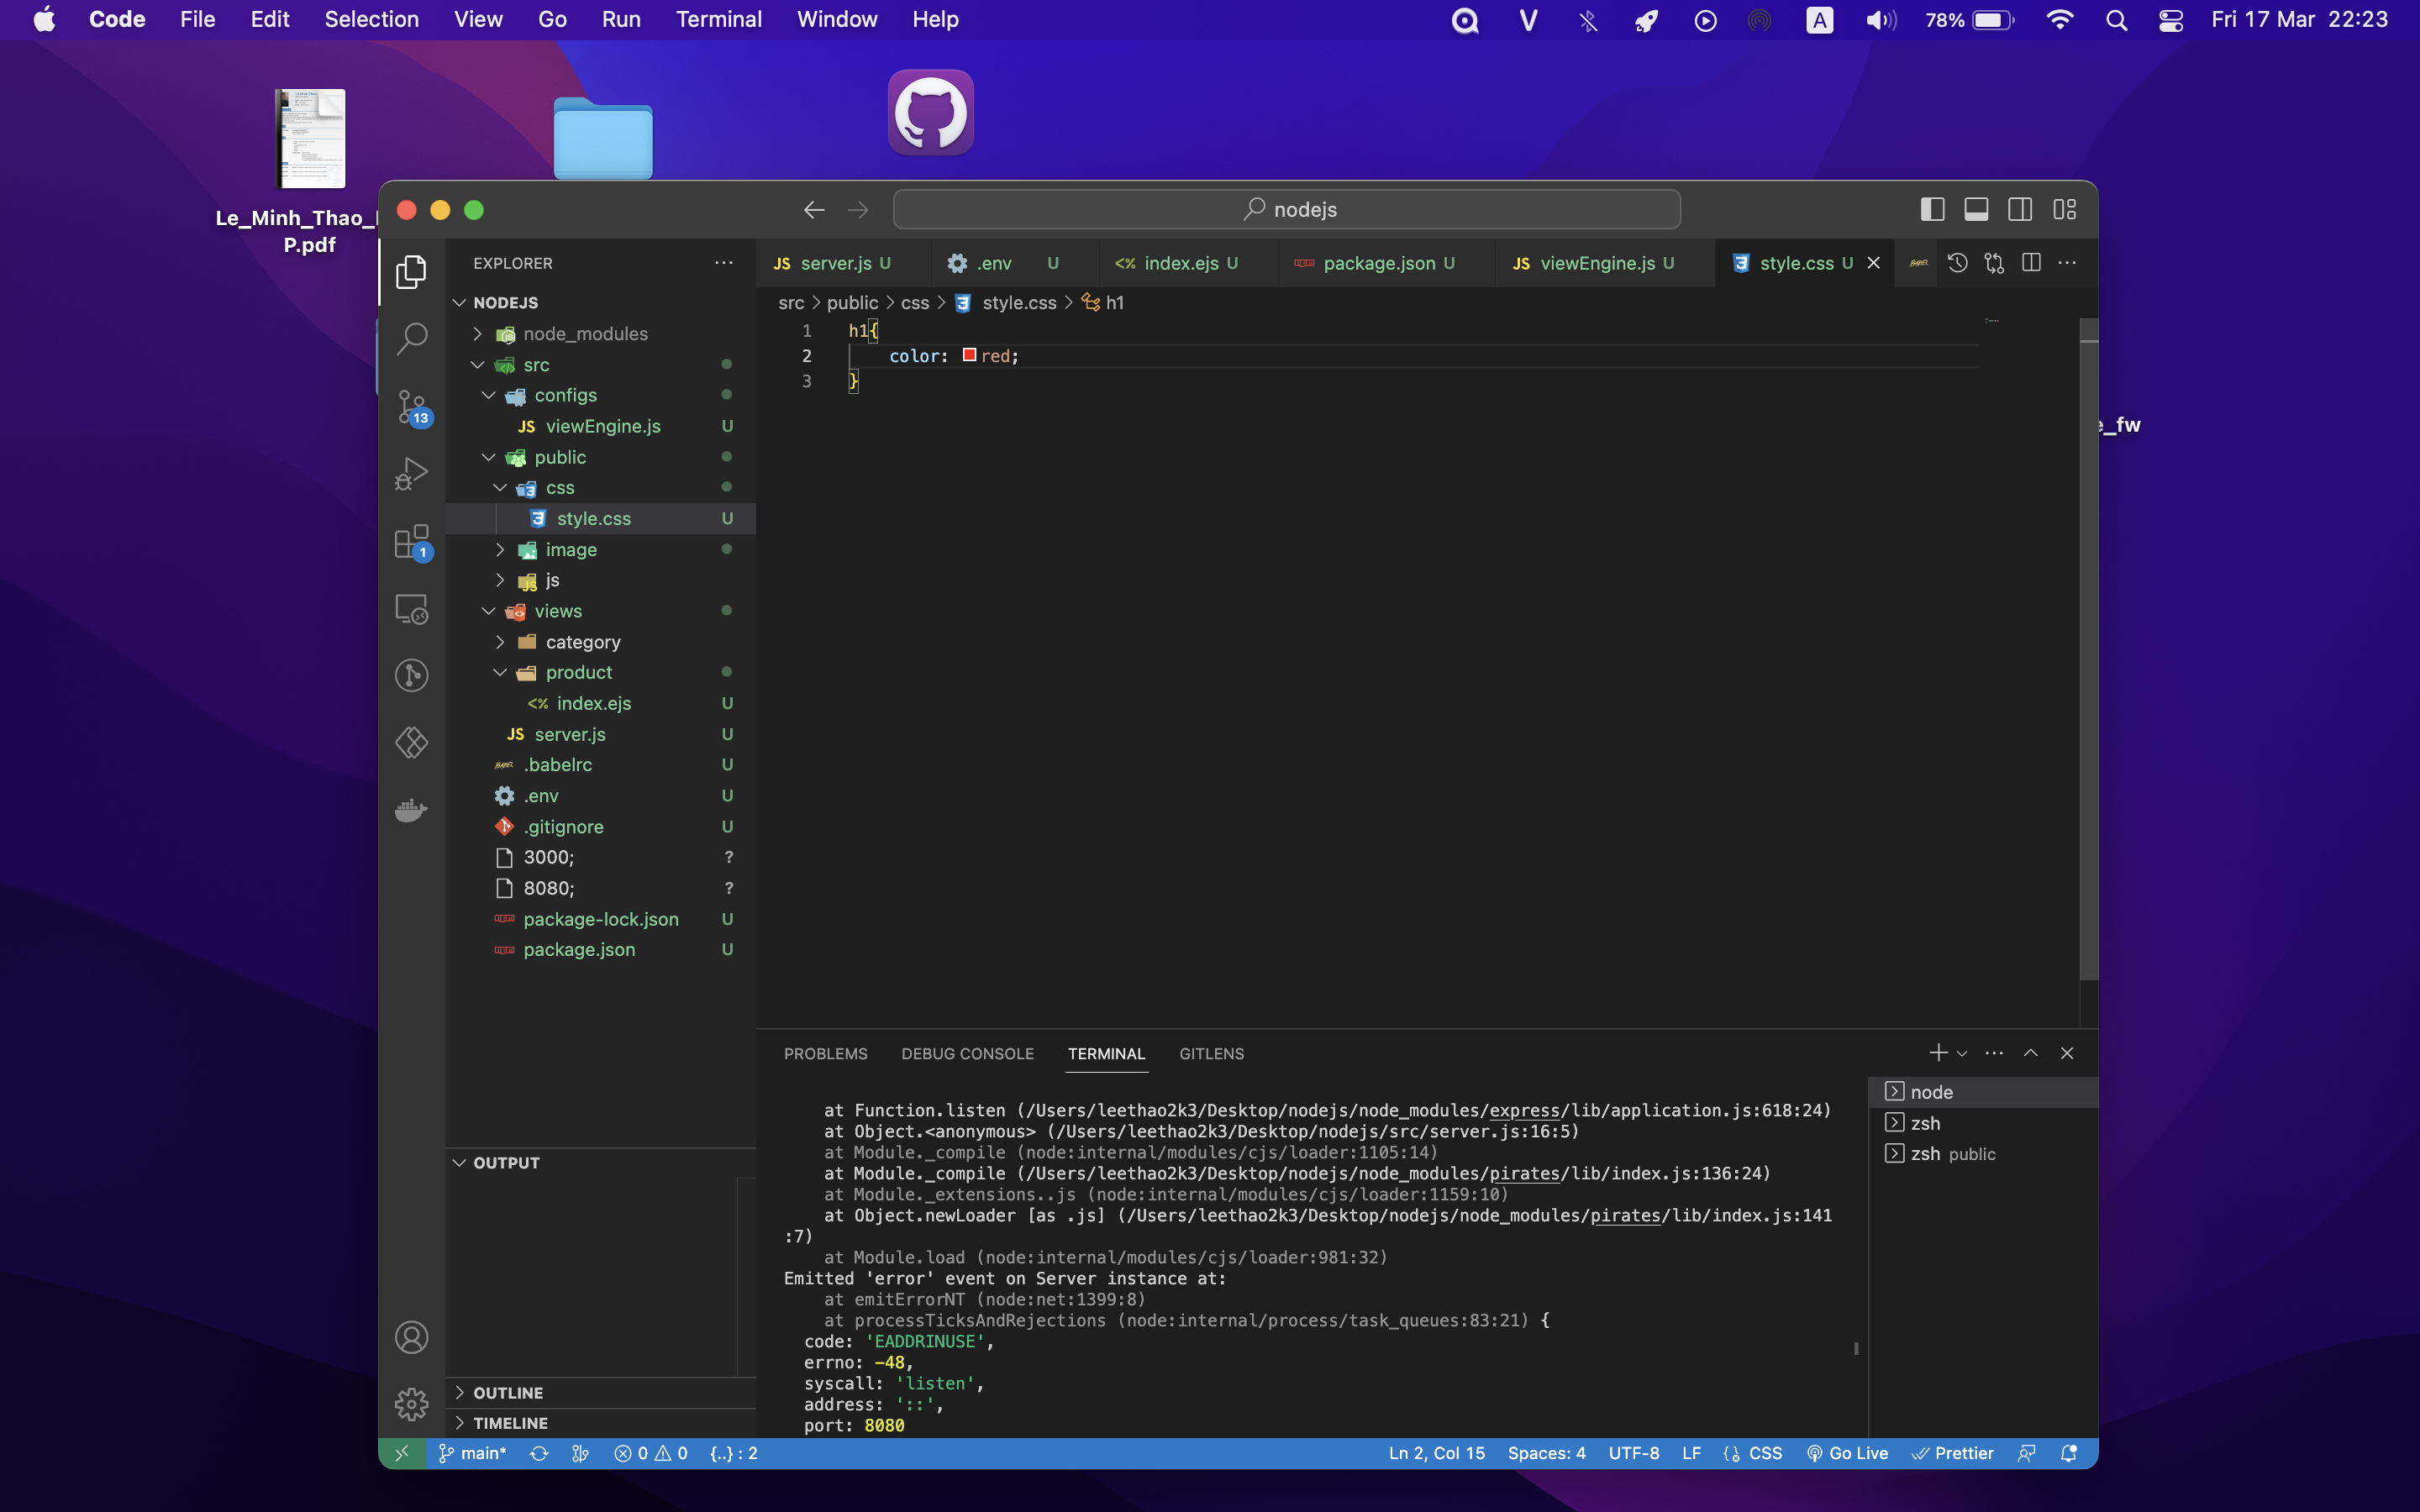 Code File Edit Selection View Go Run Terminal Window Help
A 78% Fri 17 Mar 22:23
Le_Minh_Thao_
P.pdf
e_fw
nodejs
EXPLORER
NODEJS
node_modules
src
configs
JS viewEngine.js U
public
css
style.css U
image
js
views
category
product
<% index.ejs U
JS server.js U
BABEL .babelrc U
.env U
.gitignore U
3000; ?
8080; ?
package-lock.json U
package.json U
OUTPUT
OUTLINE
TIMELINE
13
1
JS server.js U .env U <% index.ejs U package.json U JS viewEngine.js U style.css U
src > public > css > style.css > h1
1 h1{
2 color: red;
3 }
PROBLEMS DEBUG CONSOLE TERMINAL GITLENS
at Function.listen (/Users/leethao2k3/Desktop/nodejs/node_modules/express/lib/application.js:618:24)
at Object.<anonymous> (/Users/leethao2k3/Desktop/nodejs/src/server.js:16:5)
at Module._compile (node:internal/modules/cjs/loader:1105:14)
at Module._compile (/Users/leethao2k3/Desktop/nodejs/node_modules/pirates/lib/index.js:136:24)
at Module._extensions..js (node:internal/modules/cjs/loader:1159:10)
at Object.newLoader [as .js] (/Users/leethao2k3/Desktop/nodejs/node_modules/pirates/lib/index.js:141
:7)
at Module.load (node:internal/modules/cjs/loader:981:32)
Emitted 'error' event on Server instance at:
at emitErrorNT (node:net:1399:8)
at processTicksAndRejections (node:internal/process/task_queues:83:21) {
code: 'EADDRINUSE',
errno: -48,
syscall: 'listen',
address: '::',
port: 8080
node
zsh
zsh public
main* 0 0 {..} : 2 Ln 2, Col 15 Spaces: 4 UTF-8 LF CSS Go Live Prettier